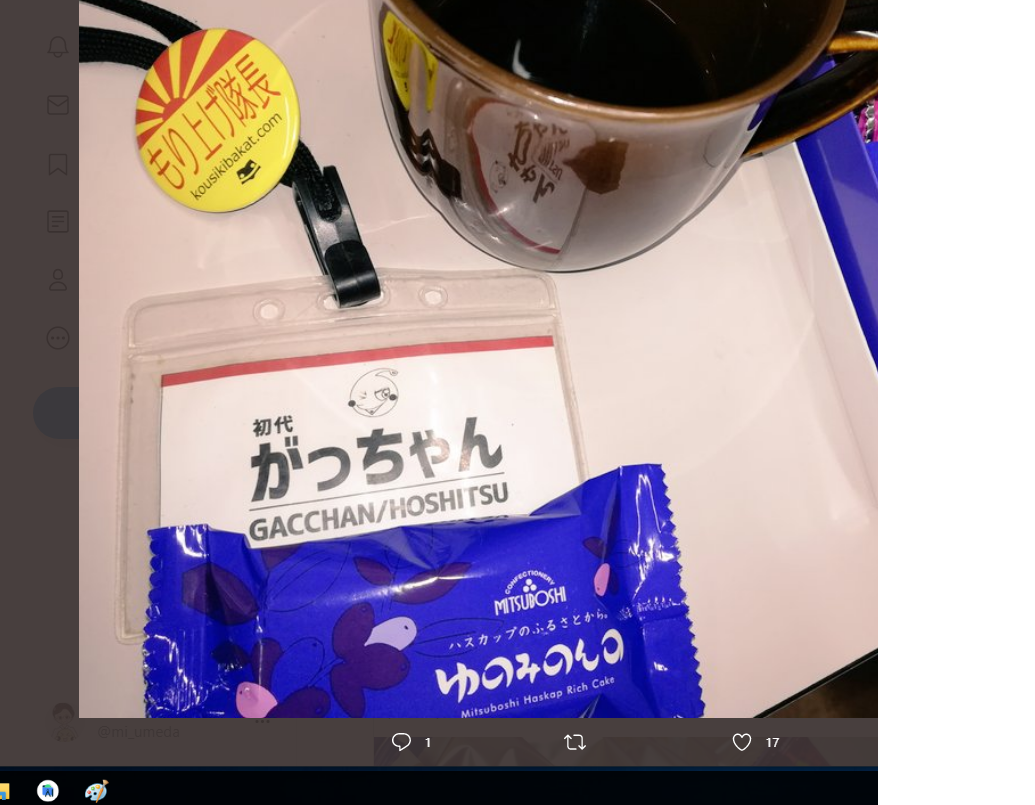 もり上げ隊長
kousikibakat.com
初代
がっちゃん
GACCHAN/HOSHITSU
CONFECTIONERY
MITSUBOSHI
ハスカップのふるさとから。
ゆのみのんの
Mitsuboshi Haskap Rich Cake
@mr_umeda
1
17